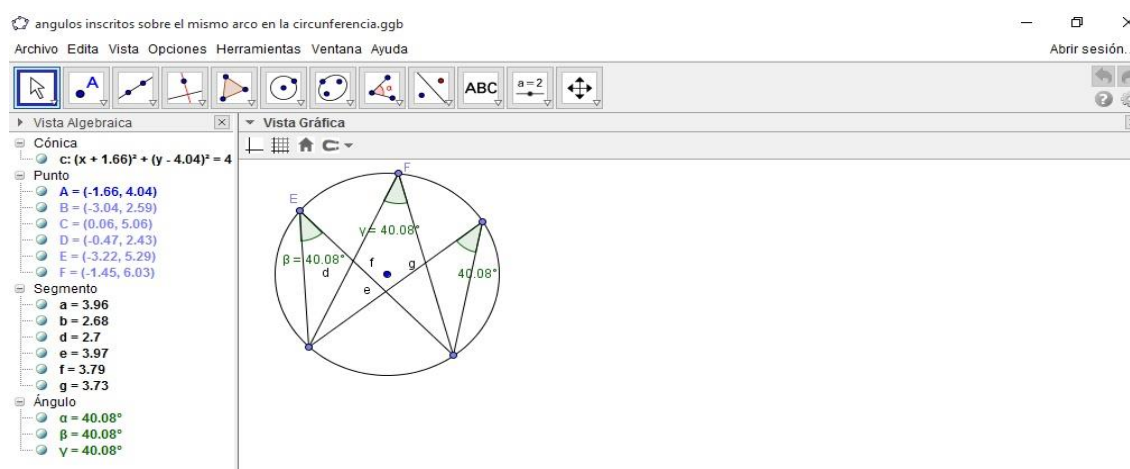 angulos inscritos sobre el mismo arco en la circunferencia.ggb
Archivo Edita Vista Opciones Herramientas Ventana Ayuda
Abrir sesión...
A
α
ABC
a=2
Vista Algebraica
Vista Gráfica
Cónica
c: (x + 1.66)² + (y - 4.04)² = 4
Punto
A = (-1.66, 4.04)
B = (-3.04, 2.59)
C = (0.06, 5.06)
D = (-0.47, 2.43)
E = (-3.22, 5.29)
F = (-1.45, 6.03)
Segmento
a = 3.96
b = 2.68
d = 2.7
e = 3.97
f = 3.79
g = 3.73
Ángulo
α = 40.08°
β = 40.08°
γ = 40.08°
F
E
γ = 40.08°
β = 40.08°
f
g
d
40.08°
e